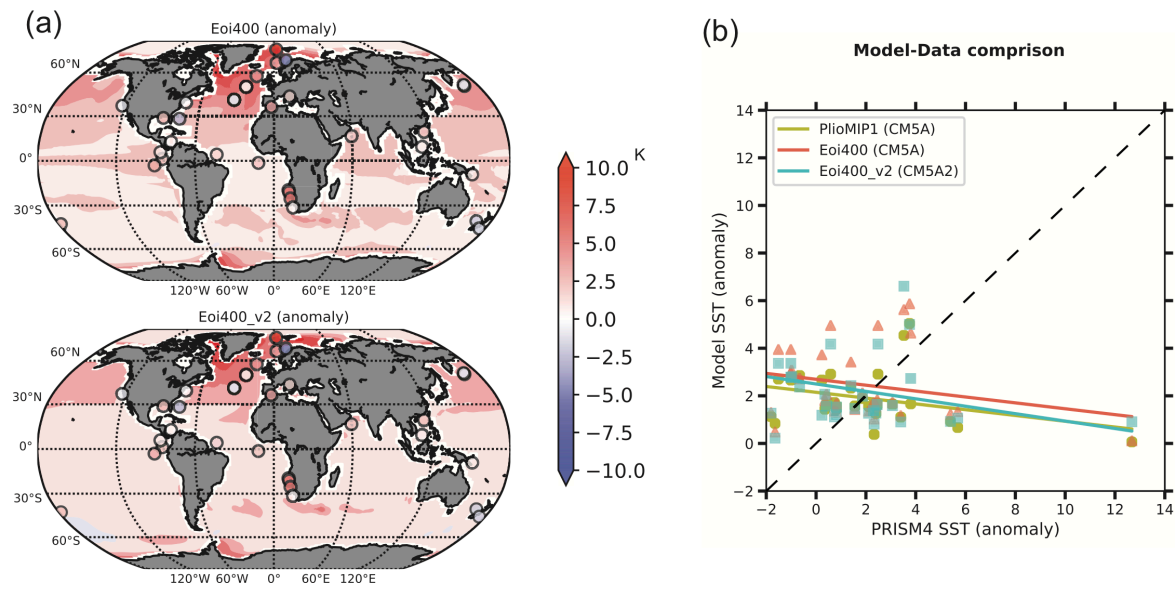 (a)
Eoi400 (anomaly)
60°N
30°N
0°
30°S
60°S
120°W 60°W 0° 60°E 120°E
Eoi400_v2 (anomaly)
60°N
30°N
0°
30°S
60°S
120°W 60°W 0° 60°E 120°E
K
10.0
7.5
5.0
2.5
0.0
−2.5
−5.0
−7.5
−10.0
(b)
Model-Data comprison
PlioMIP1 (CM5A)
Eoi400 (CM5A)
Eoi400_v2 (CM5A2)
Model SST (anomaly)
14
12
10
8
6
4
2
0
−2
−2 0 2 4 6 8 10 12 14
PRISM4 SST (anomaly)